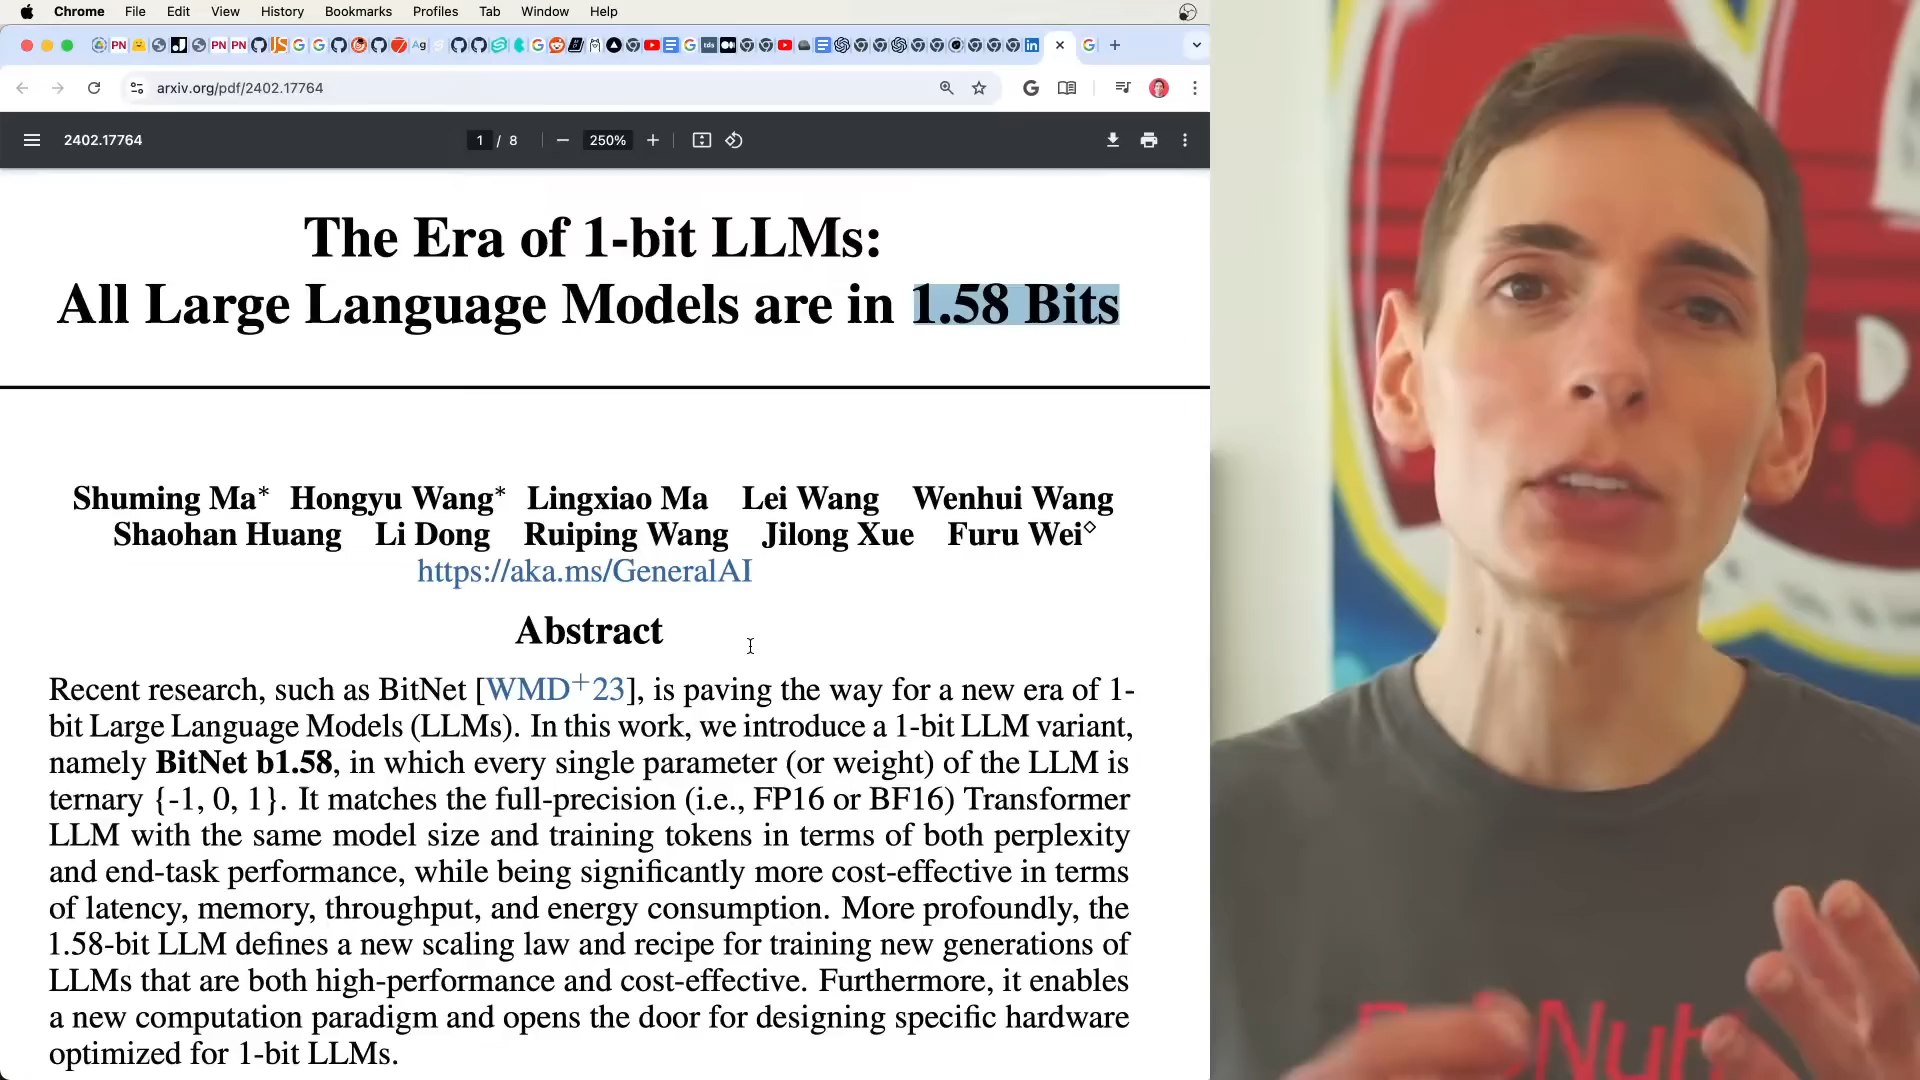 Chrome File Edit View History Bookmarks Profiles Tab Window Help
arxiv.org/pdf/2402.17764
2402.17764 1 / 8 250%
The Era of 1-bit LLMs:
All Large Language Models are in 1.58 Bits
Shuming Ma* Hongyu Wang* Lingxiao Ma Lei Wang Wenhui Wang
Shaohan Huang Li Dong Ruiping Wang Jilong Xue Furu Wei◇
https://aka.ms/GeneralAI
Abstract
Recent research, such as BitNet [WMD+23], is paving the way for a new era of 1-
bit Large Language Models (LLMs). In this work, we introduce a 1-bit LLM variant,
namely BitNet b1.58, in which every single parameter (or weight) of the LLM is
ternary {-1, 0, 1}. It matches the full-precision (i.e., FP16 or BF16) Transformer
LLM with the same model size and training tokens in terms of both perplexity
and end-task performance, while being significantly more cost-effective in terms
of latency, memory, throughput, and energy consumption. More profoundly, the
1.58-bit LLM defines a new scaling law and recipe for training new generations of
LLMs that are both high-performance and cost-effective. Furthermore, it enables
a new computation paradigm and opens the door for designing specific hardware
optimized for 1-bit LLMs.